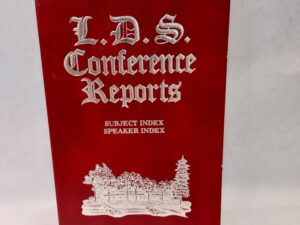 L.D.S.
Conference
Reports
SUBJECT INDEX
SPEAKER INDEX